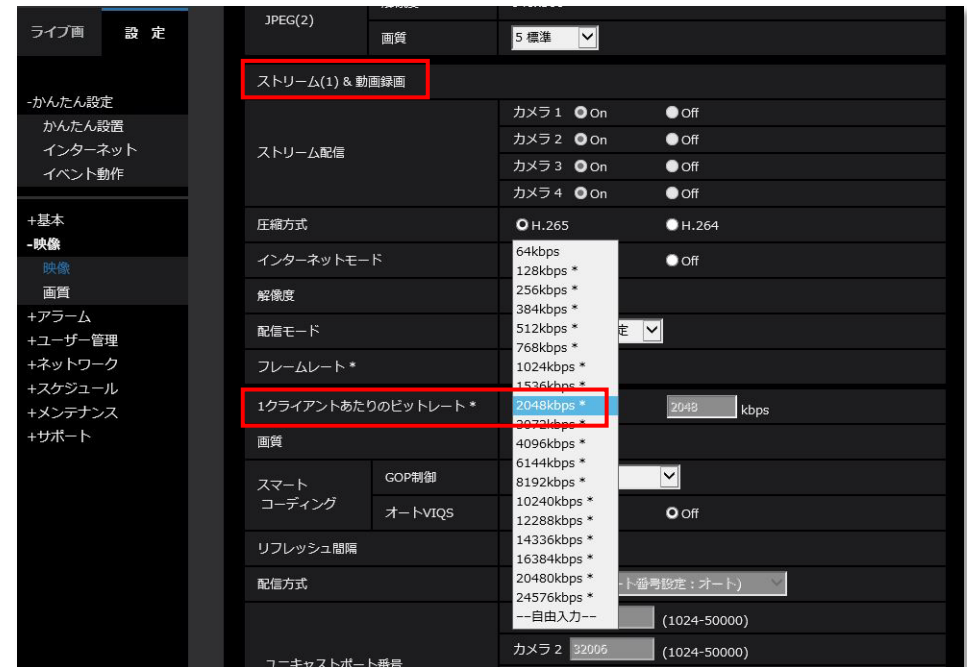 ライブ画
設 定
-かんたん設定
かんたん設置
インターネット
イベント動作
+基本
-映像
映像
画質
+アラーム
+ユーザー管理
+ネットワーク
+スケジュール
+メンテナンス
+サポート
JPEG(2)
画質 5 標準
ストリーム(1) & 動画録画
ストリーム配信
カメラ 1 On Off
カメラ 2 On Off
カメラ 3 On Off
カメラ 4 On Off
圧縮方式 H.265 H.264
インターネットモード Off
解像度
配信モード 定
フレームレート *
1クライアントあたりのビットレート * 2048 kbps
画質
スマート
コーディング
GOP制御
オートVIQS Off
リフレッシュ間隔
配信方式 ート番号設定：オート)
ユニキャストポート番号
(1024-50000)
カメラ 2 32006 (1024-50000)
64kbps
128kbps *
256kbps *
384kbps *
512kbps *
768kbps *
1024kbps *
1536kbps *
2048kbps *
3072kbps *
4096kbps *
6144kbps *
8192kbps *
10240kbps *
12288kbps *
14336kbps *
16384kbps *
20480kbps *
24576kbps *
--自由入力--